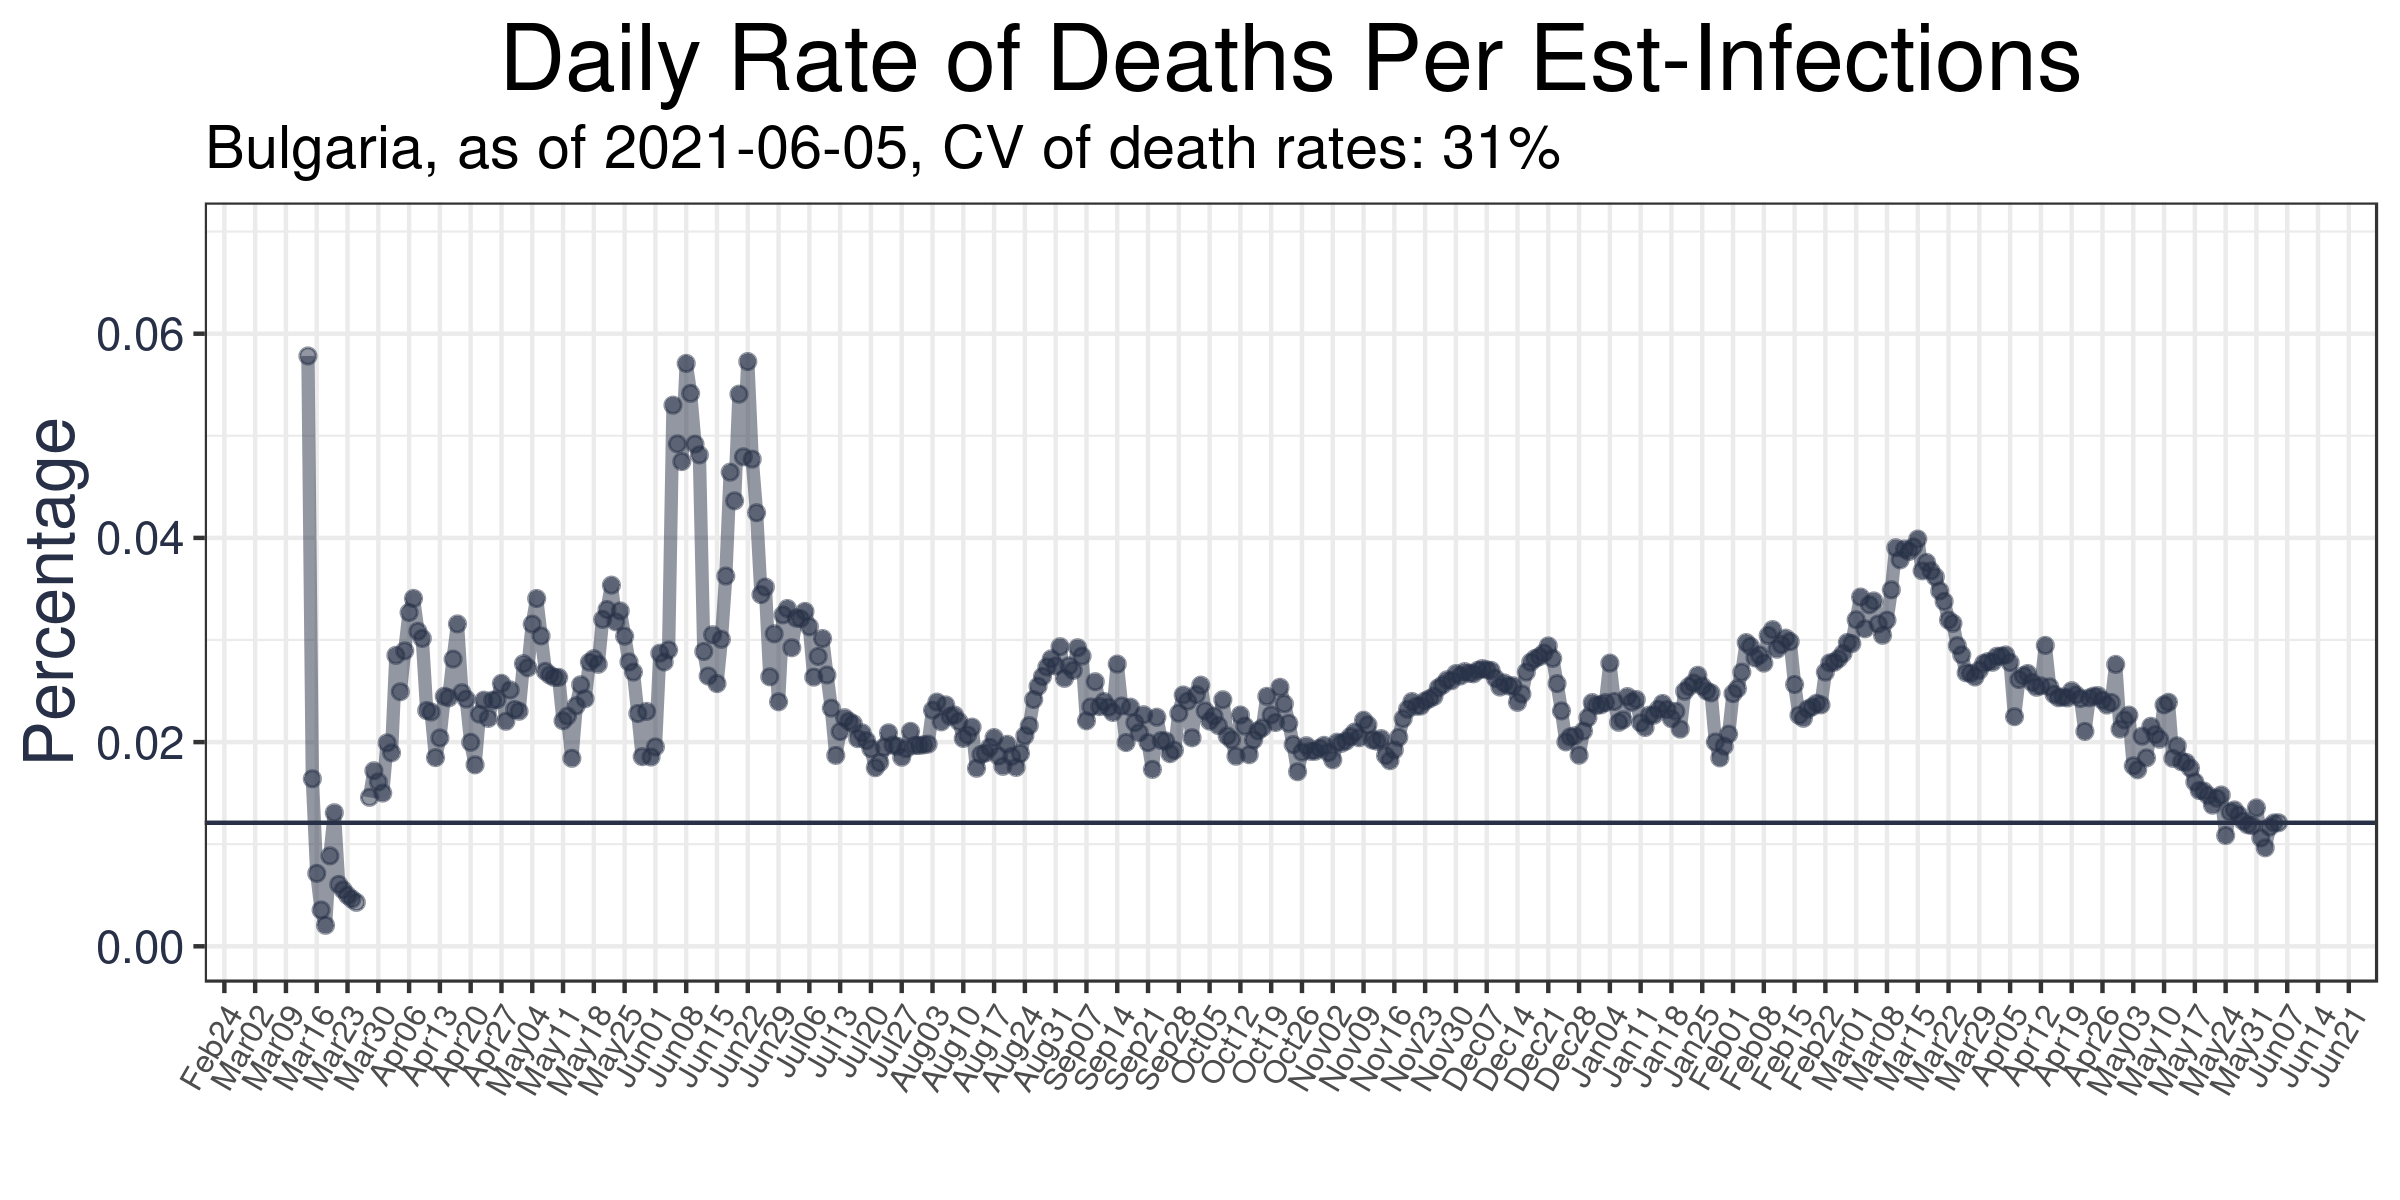 Daily Rate of Deaths Per Est-Infections
Bulgaria, as of 2021-06-05, CV of death rates: 31%
Percentage
0.06
0.04
0.02
0.00
Feb24
Mar02
Mar09
Mar16
Mar23
Mar30
Apr06
Apr13
Apr20
Apr27
May04
May11
May18
May25
Jun01
Jun08
Jun15
Jun22
Jun29
Jul06
Jul13
Jul20
Jul27
Aug03
Aug10
Aug17
Aug24
Aug31
Sep07
Sep14
Sep21
Sep28
Oct05
Oct12
Oct19
Oct26
Nov02
Nov09
Nov16
Nov23
Nov30
Dec07
Dec14
Dec21
Dec28
Jan04
Jan11
Jan18
Jan25
Feb01
Feb08
Feb15
Feb22
Mar01
Mar08
Mar15
Mar22
Mar29
Apr05
Apr12
Apr19
Apr26
May03
May10
May17
May24
May31
Jun07
Jun14
Jun21